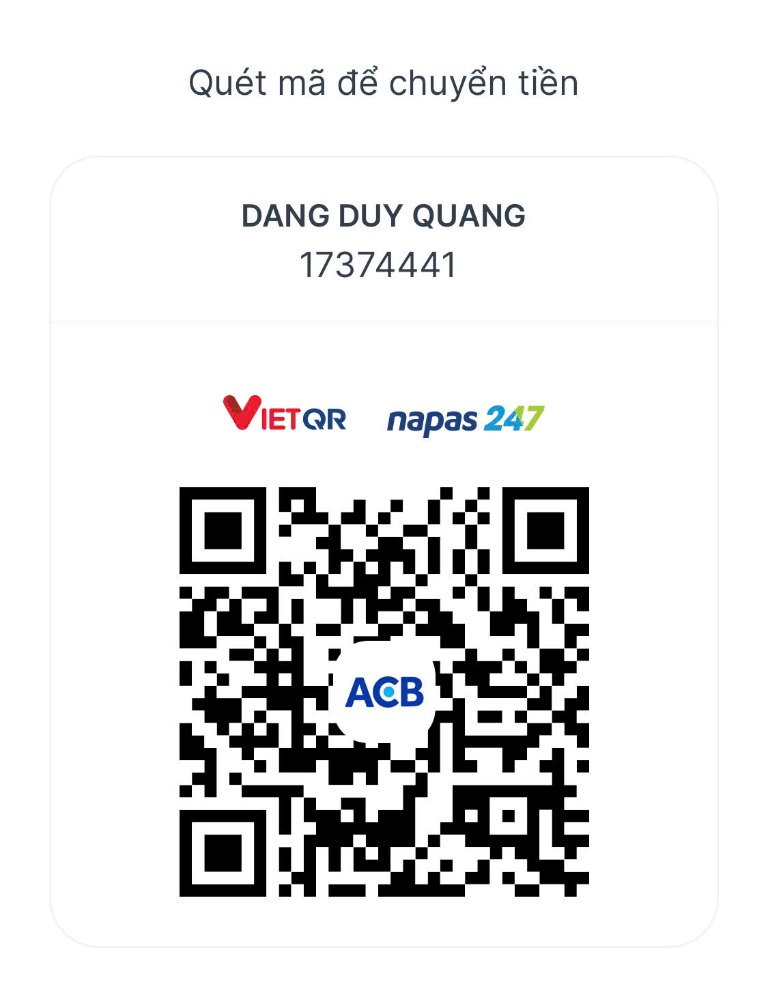 Quét mã để chuyển tiền
DANG DUY QUANG
17374441
VIETQR napas 247
ACB